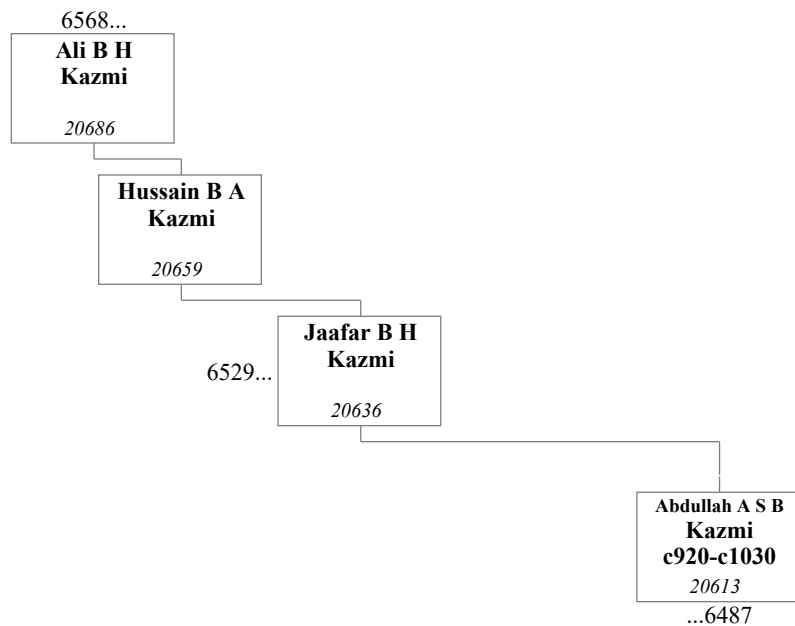 6568...
Ali B H
Kazmi
20686
Hussain B A
Kazmi
20659
Jaafar B H
Kazmi
6529...
20636
Abdullah A S B
Kazmi
c920-c1030
20613
...6487